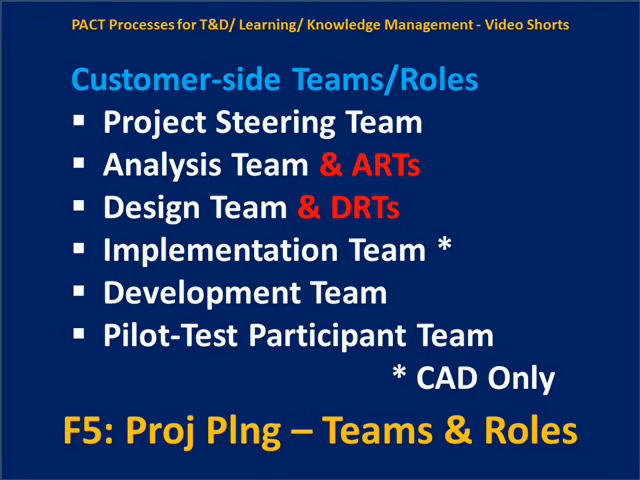 PACT Processes for T&D/ Learning/ Knowledge Management - Video Shorts
Customer-side Teams/Roles
▪ Project Steering Team
▪ Analysis Team & ARTs
▪ Design Team & DRTs
▪ Implementation Team *
▪ Development Team
▪ Pilot-Test Participant Team
* CAD Only
F5: Proj Plng – Teams & Roles